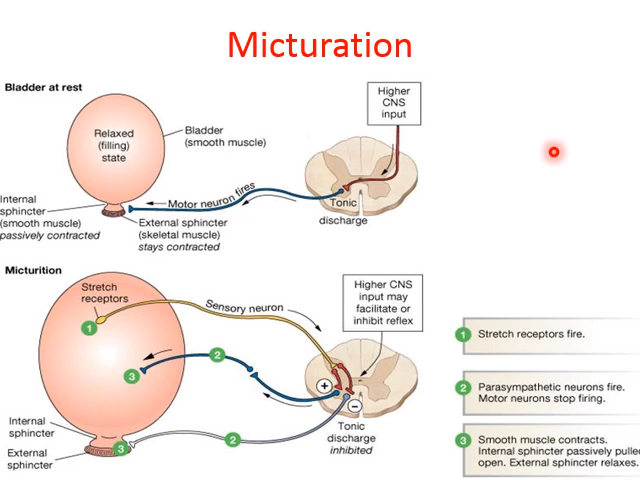 Micturation
Bladder at rest
Higher
CNS
input
Relaxed
(filling)
state
Bladder
(smooth muscle)
Motor neuron fires
Tonic
discharge
Internal
sphincter
(smooth muscle)
passively contracted
External sphincter
(skeletal muscle)
stays contracted
Micturition
Stretch
receptors
Sensory neuron
Higher CNS
input may
facilitate or
inhibit reflex
1
2
3
+
−
Tonic
discharge
inhibited
Internal
sphincter
External
sphincter
3
2
1 Stretch receptors fire.
2 Parasympathetic neurons fire.
Motor neurons stop firing.
3 Smooth muscle contracts.
Internal sphincter passively pulled
open. External sphincter relaxes.